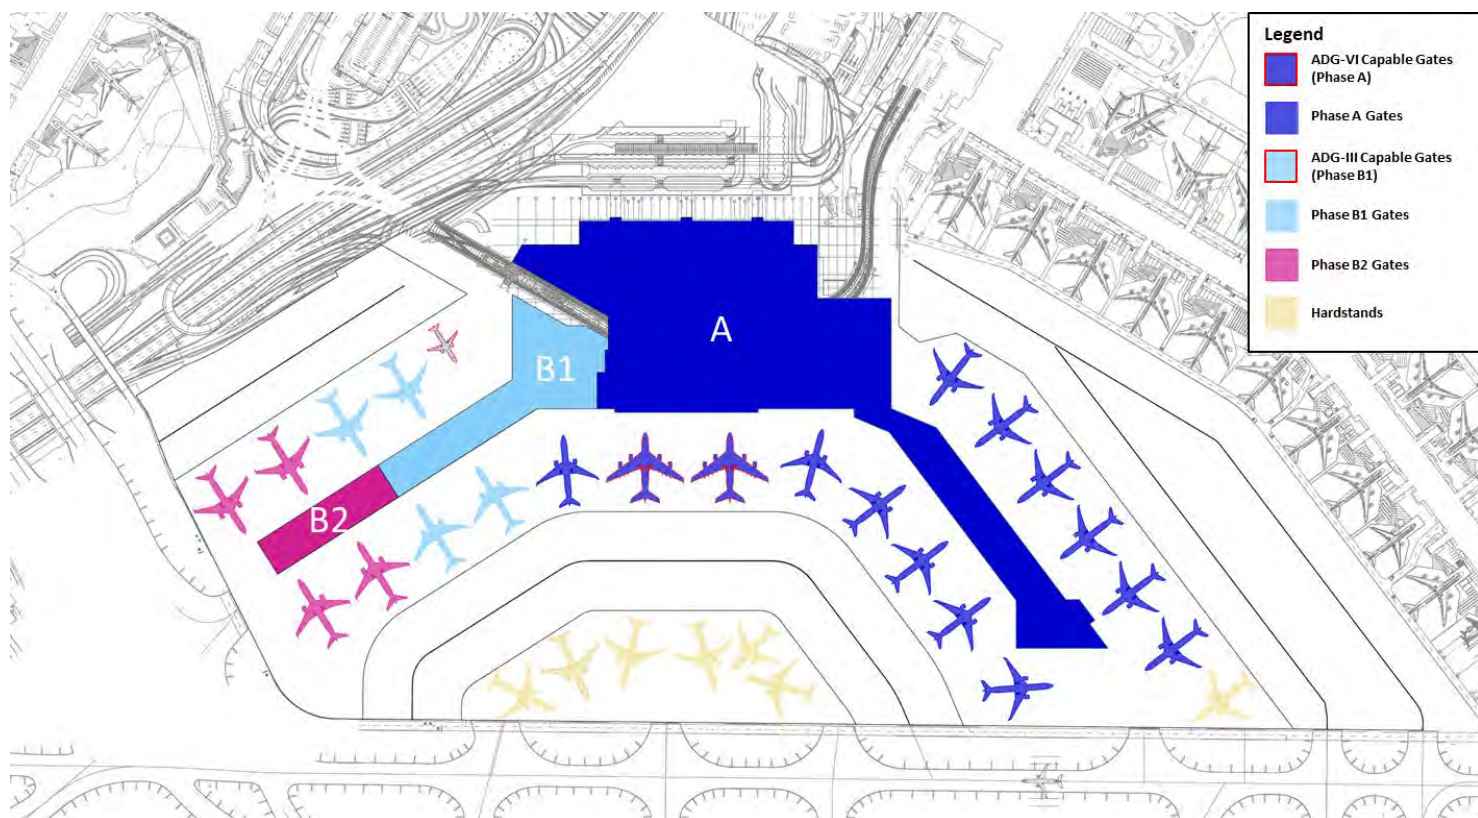 Legend
ADG-VI Capable Gates
(Phase A)
Phase A Gates
ADG-III Capable Gates
(Phase B1)
Phase B1 Gates
Phase B2 Gates
Hardstands
A
B1
B2